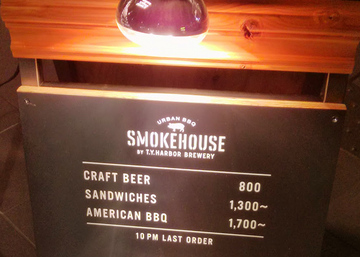 URBAN BBQ
SMOKEHOUSE
BY T.Y.HARBOR BREWERY
CRAFT BEER 800
SANDWICHES 1,300~
AMERICAN BBQ 1,700~
10 PM LAST ORDER